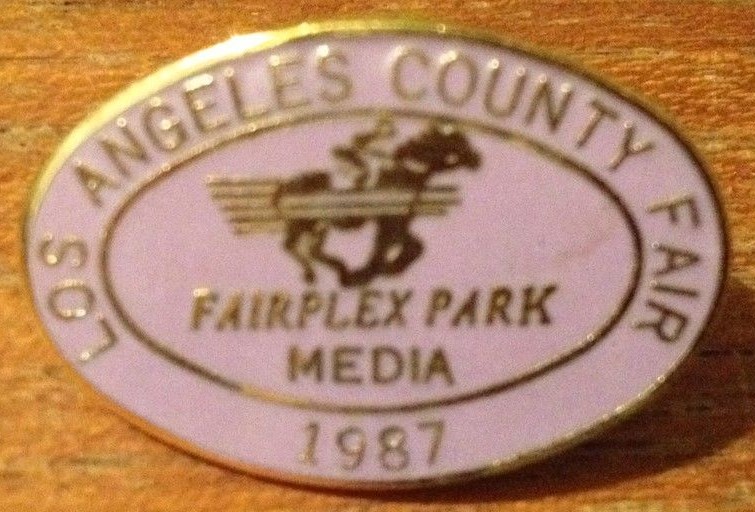 LOS ANGELES COUNTY FAIR
FAIRPLEX PARK
MEDIA
1987